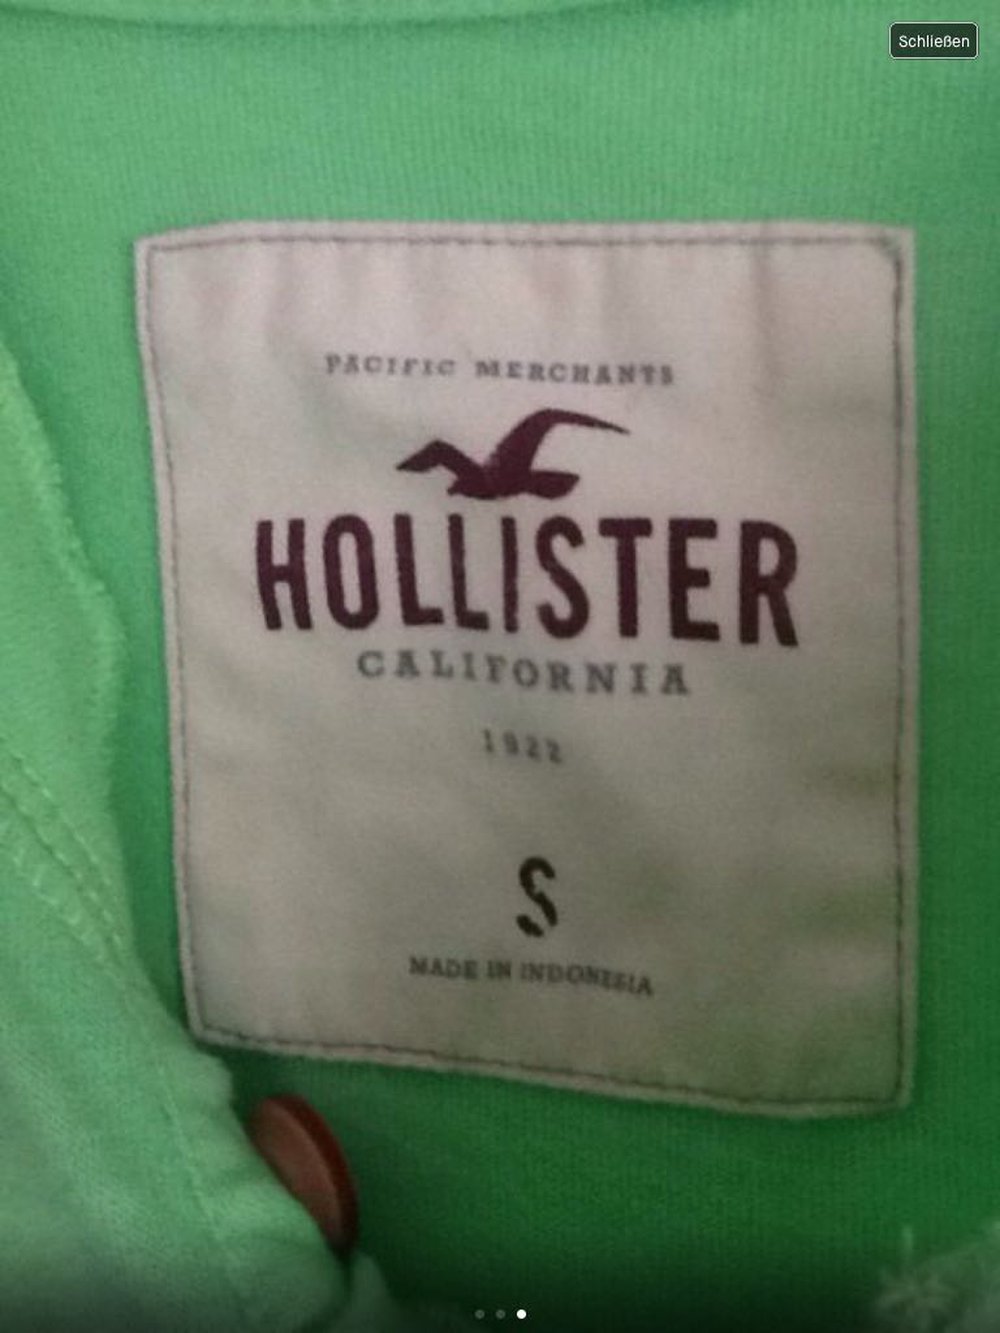 Schließen
PACIFIC MERCHANTS
HOLLISTER
CALIFORNIA
1922
S
MADE IN INDONESIA